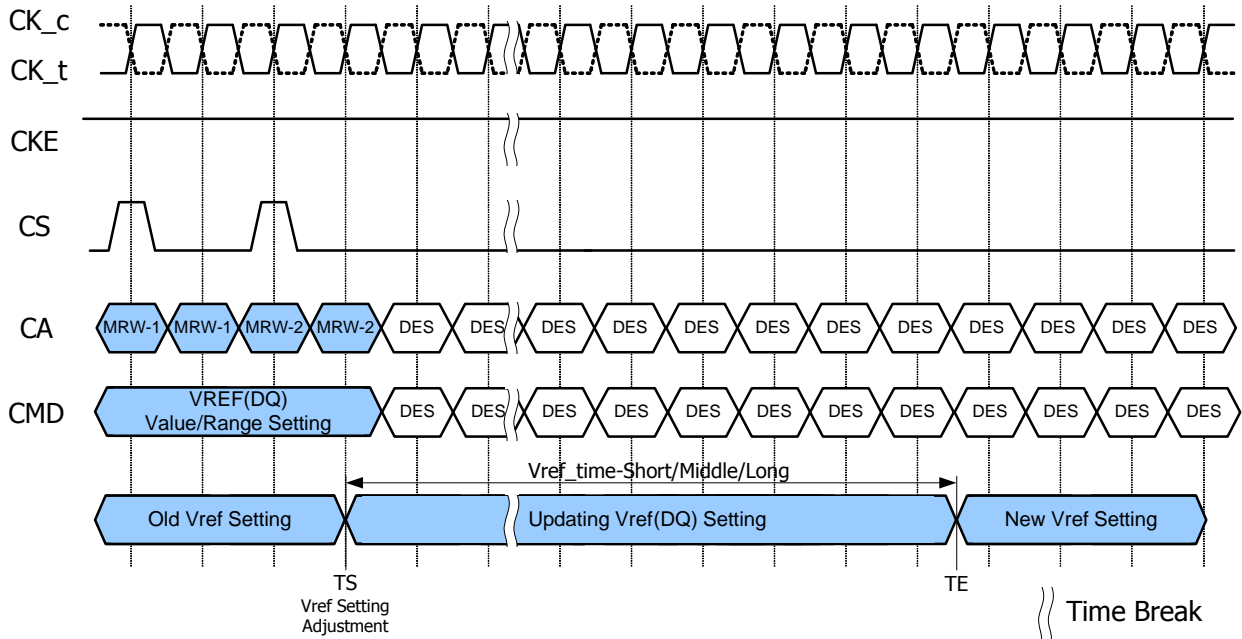 CK_c
CK_t
CKE
CS
CA
MRW-1 MRW-1 MRW-2 MRW-2 DES DES DES DES DES DES DES DES DES DES DES DES
CMD
VREF(DQ)
Value/Range Setting
DES DES DES DES DES DES DES DES DES DES DES DES
Vref_time-Short/Middle/Long
Old Vref Setting
Updating Vref(DQ) Setting
New Vref Setting
TS
Vref Setting
Adjustment
TE
Time Break